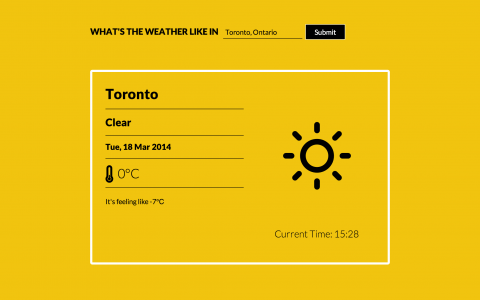 WHAT'S THE WEATHER LIKE IN Toronto, Ontario Submit
Toronto
Clear
Tue, 18 Mar 2014
0°C
It's feeling like -7°C
Current Time: 15:28